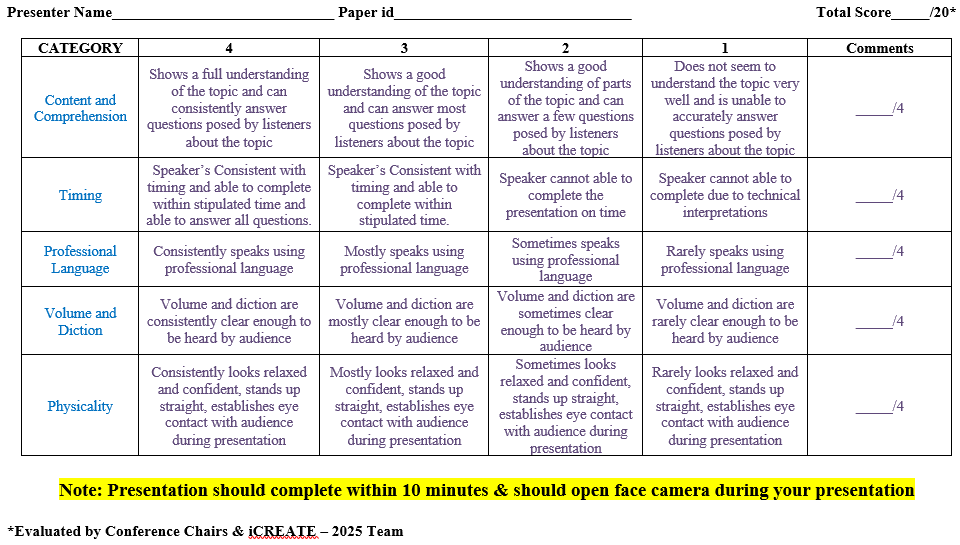 Presenter Name________________________________ Paper id__________________________________ Total Score_____/20*
CATEGORY 4 3 2 1 Comments
Content and
Comprehension
Shows a full understanding
of the topic and can
consistently answer
questions posed by listeners
about the topic
Shows a good
understanding of the topic
and can answer most
questions posed by
listeners about the topic
Shows a good
understanding of parts
of the topic and can
answer a few questions
posed by listeners
about the topic
Does not seem to
understand the topic very
well and is unable to
accurately answer
questions posed by
listeners about the topic
_____/4
Timing
Speaker’s Consistent with
timing and able to complete
within stipulated time and
able to answer all questions.
Speaker’s Consistent with
timing and able to
complete within
stipulated time.
Speaker cannot able to
complete the
presentation on time
Speaker cannot able to
complete due to technical
interpretations
_____/4
Professional
Language
Consistently speaks using
professional language
Mostly speaks using
professional language
Sometimes speaks
using professional
language
Rarely speaks using
professional language
_____/4
Volume and
Diction
Volume and diction are
consistently clear enough to
be heard by audience
Volume and diction are
mostly clear enough to be
heard by audience
Volume and diction are
sometimes clear
enough to be heard by
audience
Volume and diction are
rarely clear enough to be
heard by audience
_____/4
Physicality
Consistently looks relaxed
and confident, stands up
straight, establishes eye
contact with audience
during presentation
Mostly looks relaxed and
confident, stands up
straight, establishes eye
contact with audience
during presentation
Sometimes looks
relaxed and confident,
stands up straight,
establishes eye contact
with audience during
presentation
Rarely looks relaxed and
confident, stands up
straight, establishes eye
contact with audience
during presentation
_____/4
Note: Presentation should complete within 10 minutes & should open face camera during your presentation
*Evaluated by Conference Chairs & iCREATE – 2025 Team